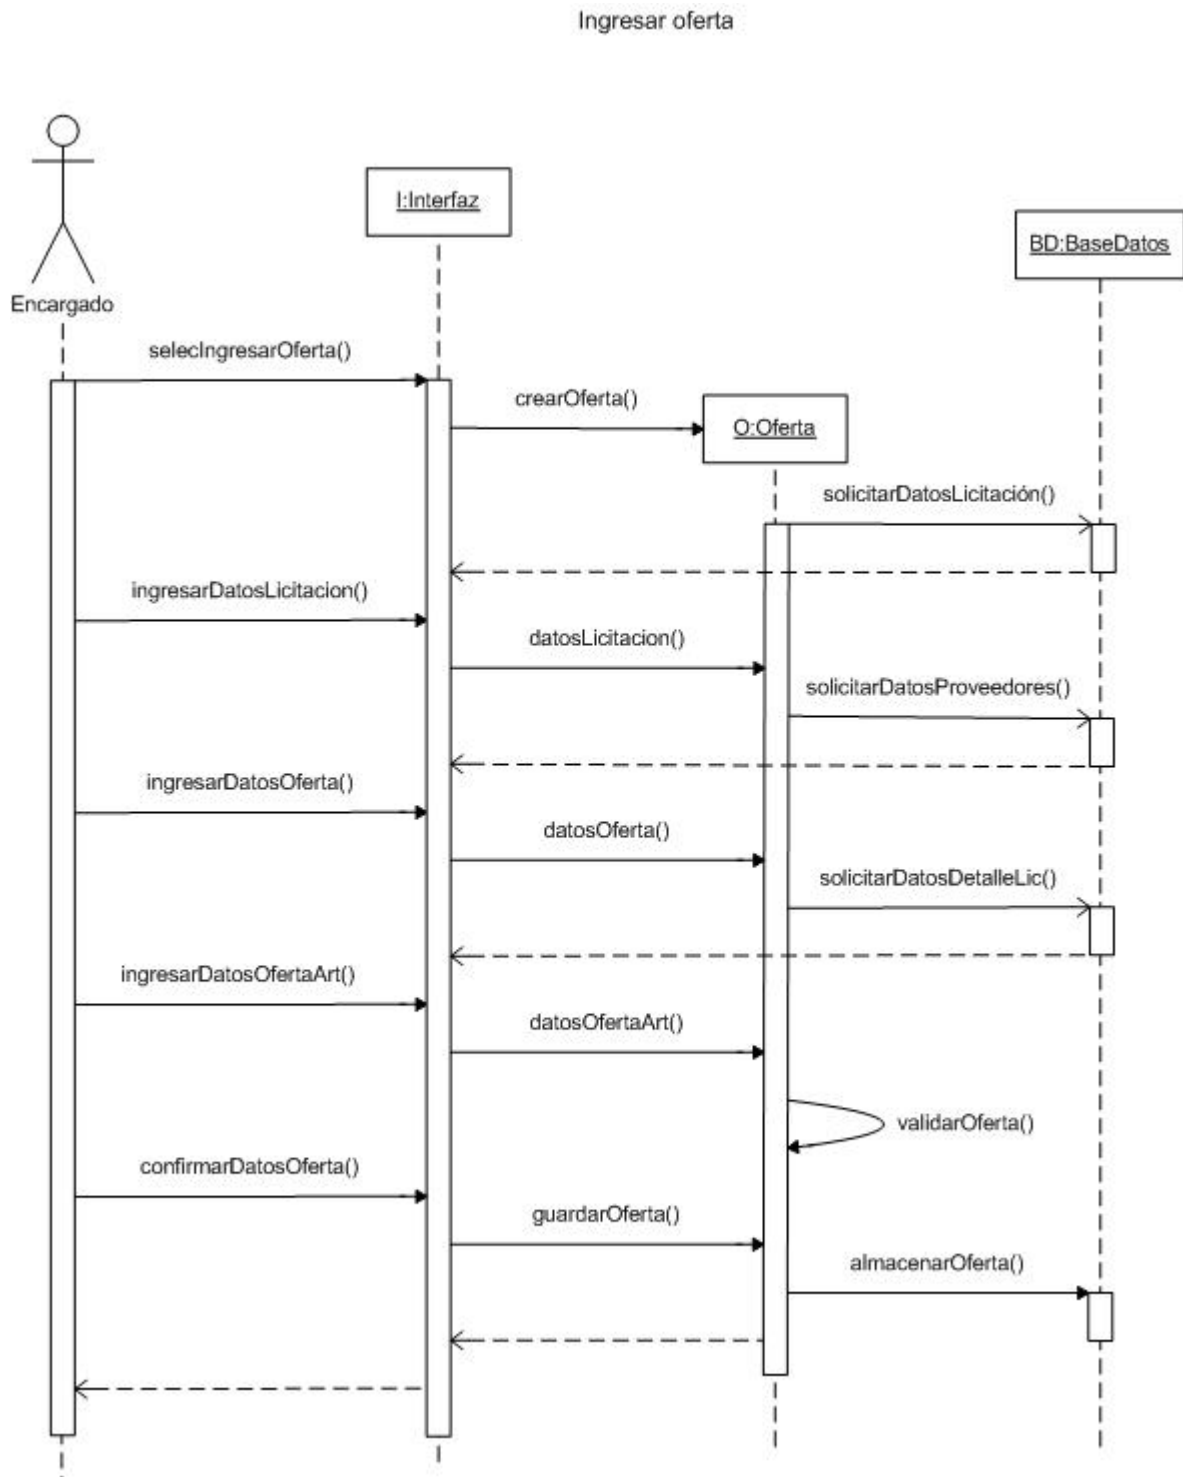 Ingresar oferta
I:Interfaz
BD:BaseDatos
Encargado
selecIngresarOferta()
crearOferta()
O:Oferta
solicitarDatosLicitación()
ingresarDatosLicitacion()
datosLicitacion()
solicitarDatosProveedores()
ingresarDatosOferta()
datosOferta()
solicitarDatosDetalleLic()
ingresarDatosOfertaArt()
datosOfertaArt()
validarOferta()
confirmarDatosOferta()
guardarOferta()
almacenarOferta()